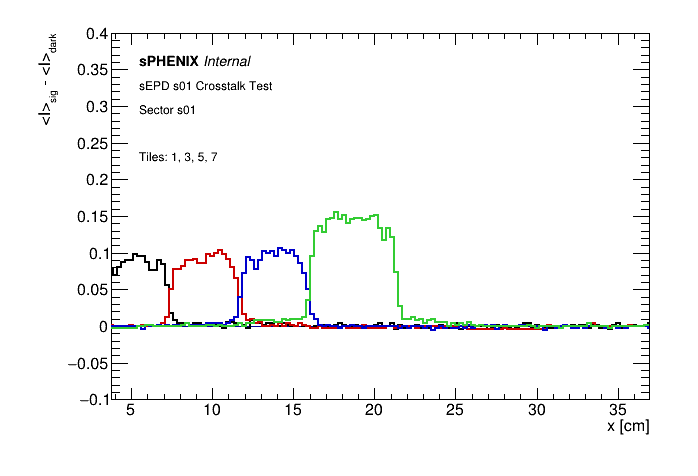 0.4
0.35
0.3
0.25
0.2
0.15
0.1
0.05
0
−0.05
−0.1
<I>sig - <I>dark
sPHENIX Internal
sEPD s01 Crosstalk Test
Sector s01
Tiles: 1, 3, 5, 7
5 10 15 20 25 30 35
x [cm]